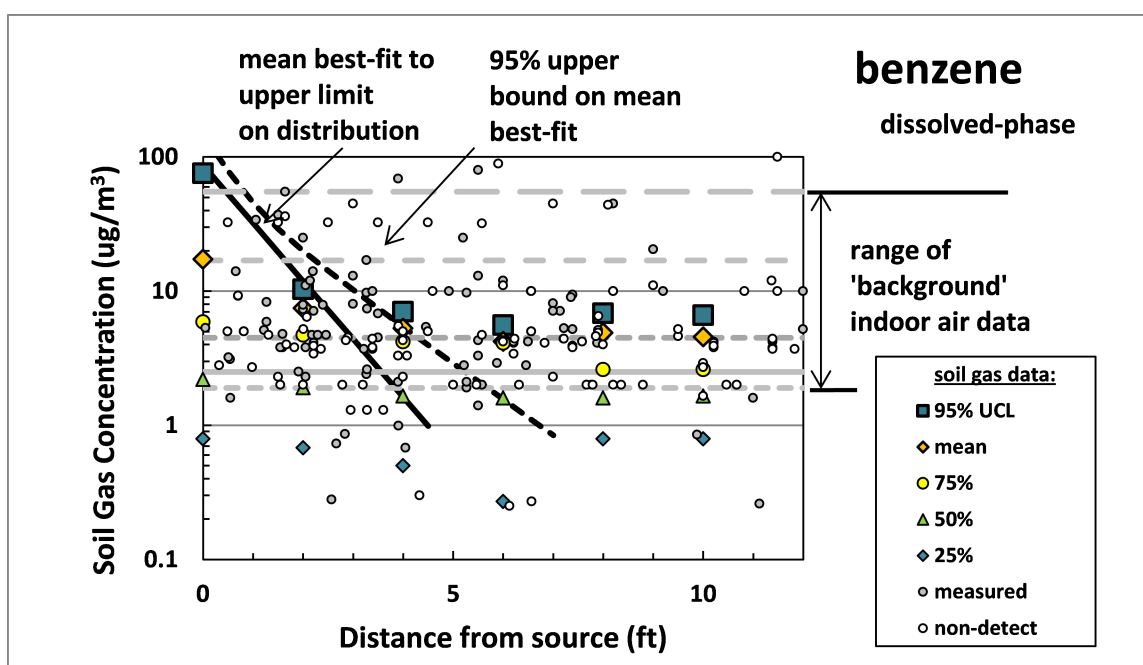 mean best-fit to
upper limit
on distribution
95% upper
bound on mean
best-fit
benzene
dissolved-phase
100
10
1
0.1
Soil Gas Concentration (ug/m³)
0
5
10
Distance from source (ft)
range of
'background'
indoor air data
soil gas data:
95% UCL
mean
75%
50%
25%
measured
non-detect